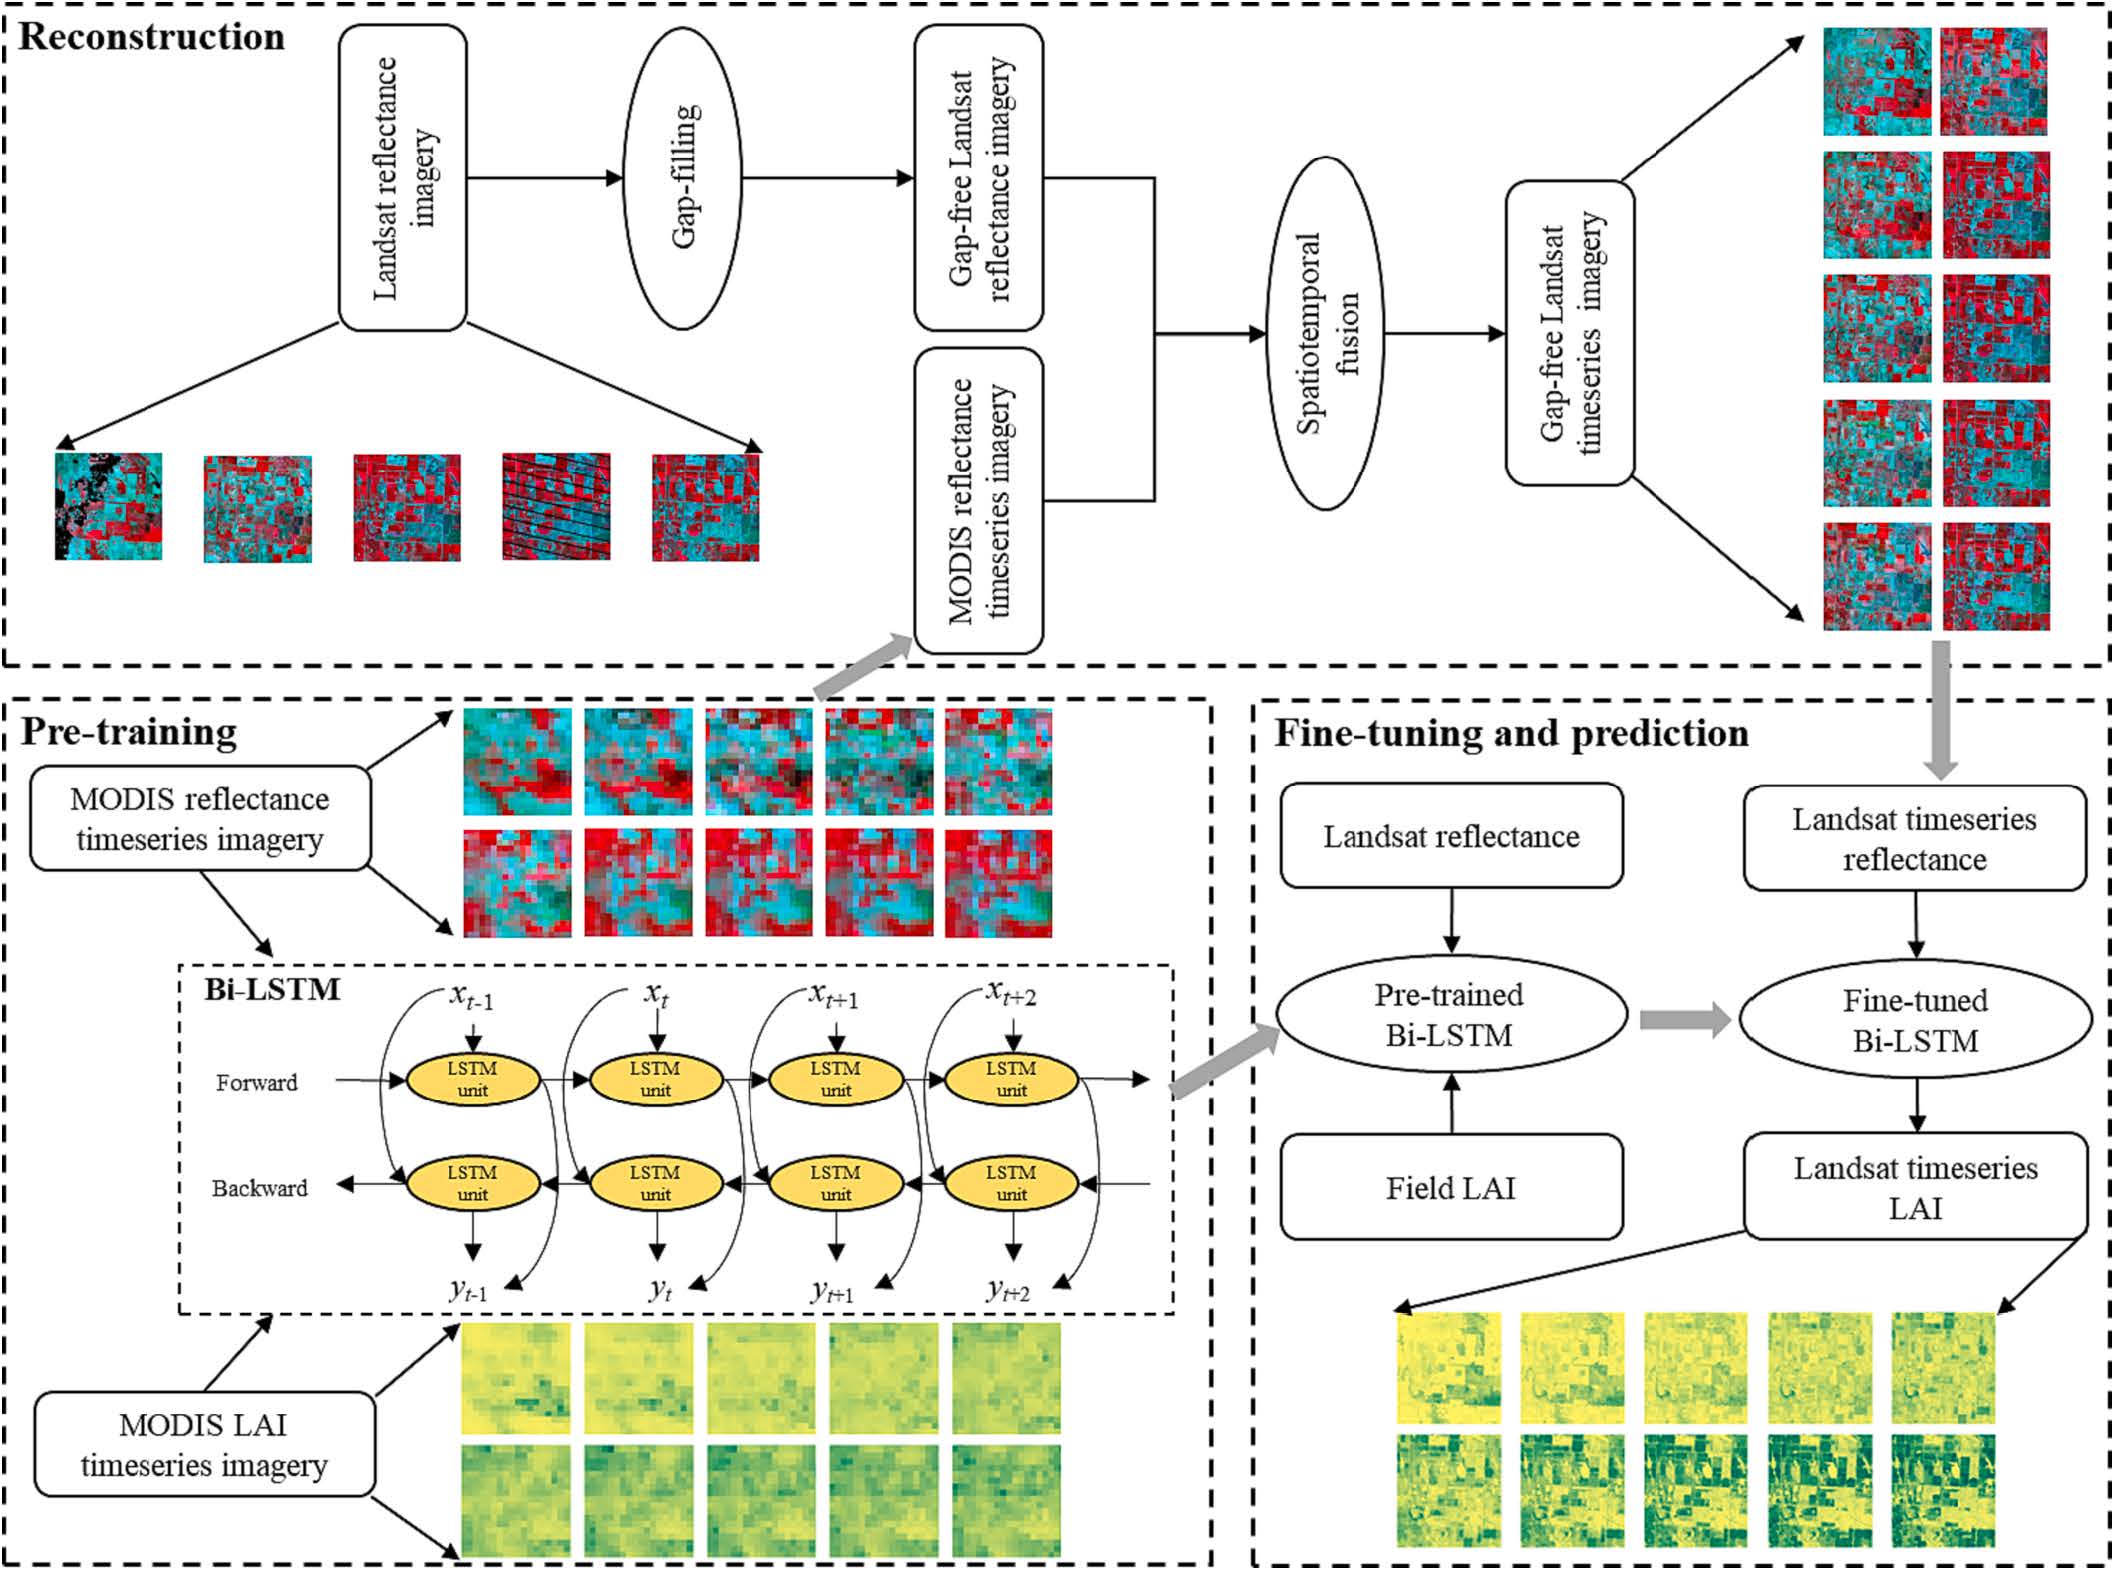 Reconstruction
Landsat reflectance
imagery
Gap-filling
Gap-free Landsat
reflectance imagery
MODIS reflectance
timeseries imagery
Spatiotemporal
fusion
Gap-free Landsat
timeseries imagery
Pre-training
MODIS reflectance
timeseries imagery
Bi-LSTM
x_{t-1} x_t x_{t+1} x_{t+2}
Forward
LSTM
unit
LSTM
unit
LSTM
unit
LSTM
unit
Backward
LSTM
unit
LSTM
unit
LSTM
unit
LSTM
unit
y_{t-1} y_t y_{t+1} y_{t+2}
MODIS LAI
timeseries imagery
Fine-tuning and prediction
Landsat reflectance
Pre-trained
Bi-LSTM
Field LAI
Landsat timeseries
reflectance
Fine-tuned
Bi-LSTM
Landsat timeseries
LAI